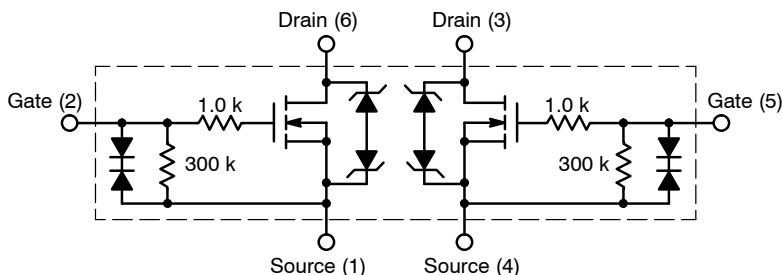 Drain (6)
Drain (3)
Gate (2)
1.0 k
1.0 k
Gate (5)
300 k
300 k
Source (1)
Source (4)